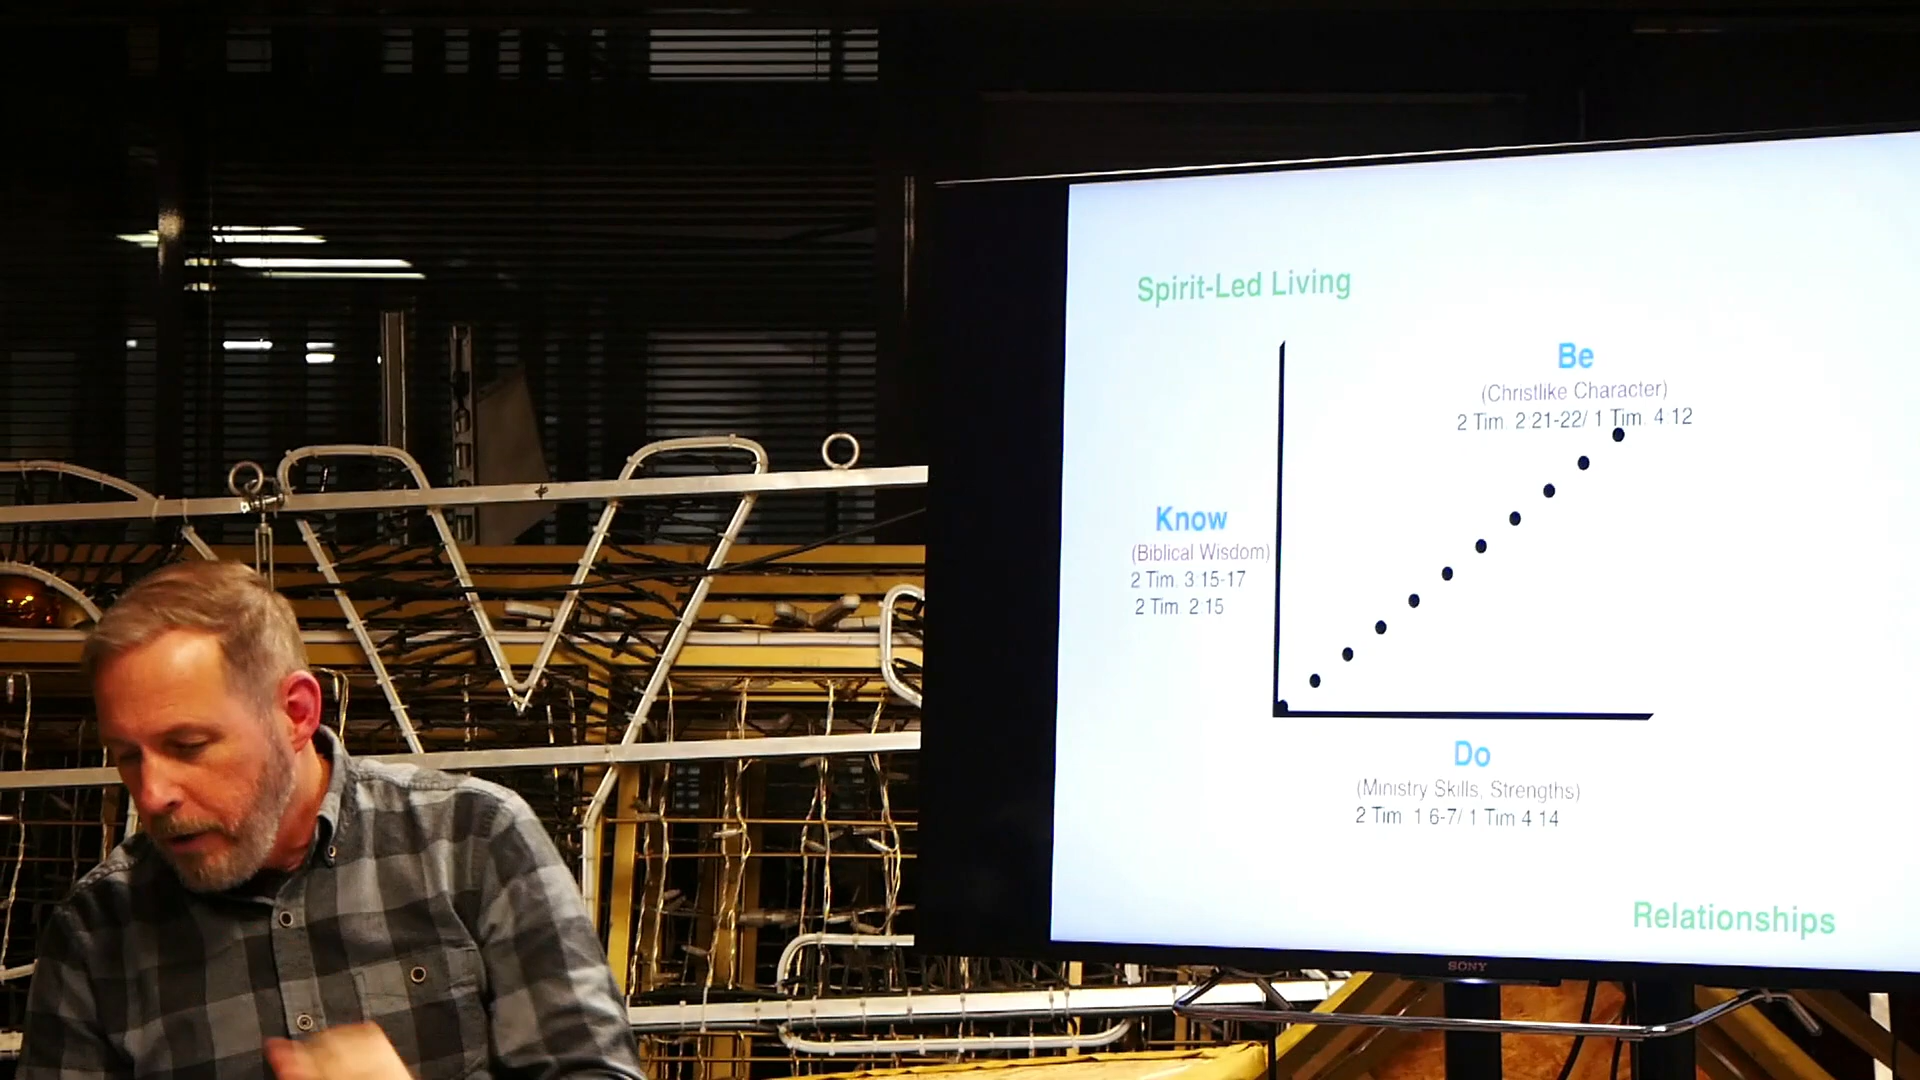 Spirit-Led Living
Be
(Christlike Character)
2 Tim. 2:21-22/ 1 Tim. 4:12
Know
(Biblical Wisdom)
2 Tim. 3:15-17
2 Tim. 2:15
Do
(Ministry Skills, Strengths)
2 Tim. 1:6-7/ 1 Tim 4:14
Relationships
SONY